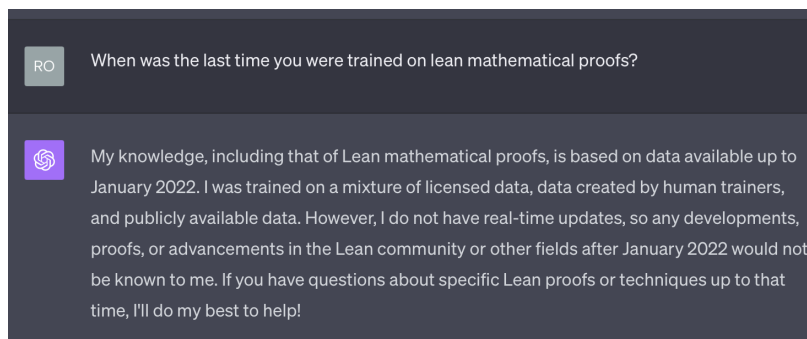 RO
When was the last time you were trained on lean mathematical proofs?
My knowledge, including that of Lean mathematical proofs, is based on data available up to
January 2022. I was trained on a mixture of licensed data, data created by human trainers,
and publicly available data. However, I do not have real-time updates, so any developments,
proofs, or advancements in the Lean community or other fields after January 2022 would not
be known to me. If you have questions about specific Lean proofs or techniques up to that
time, I'll do my best to help!